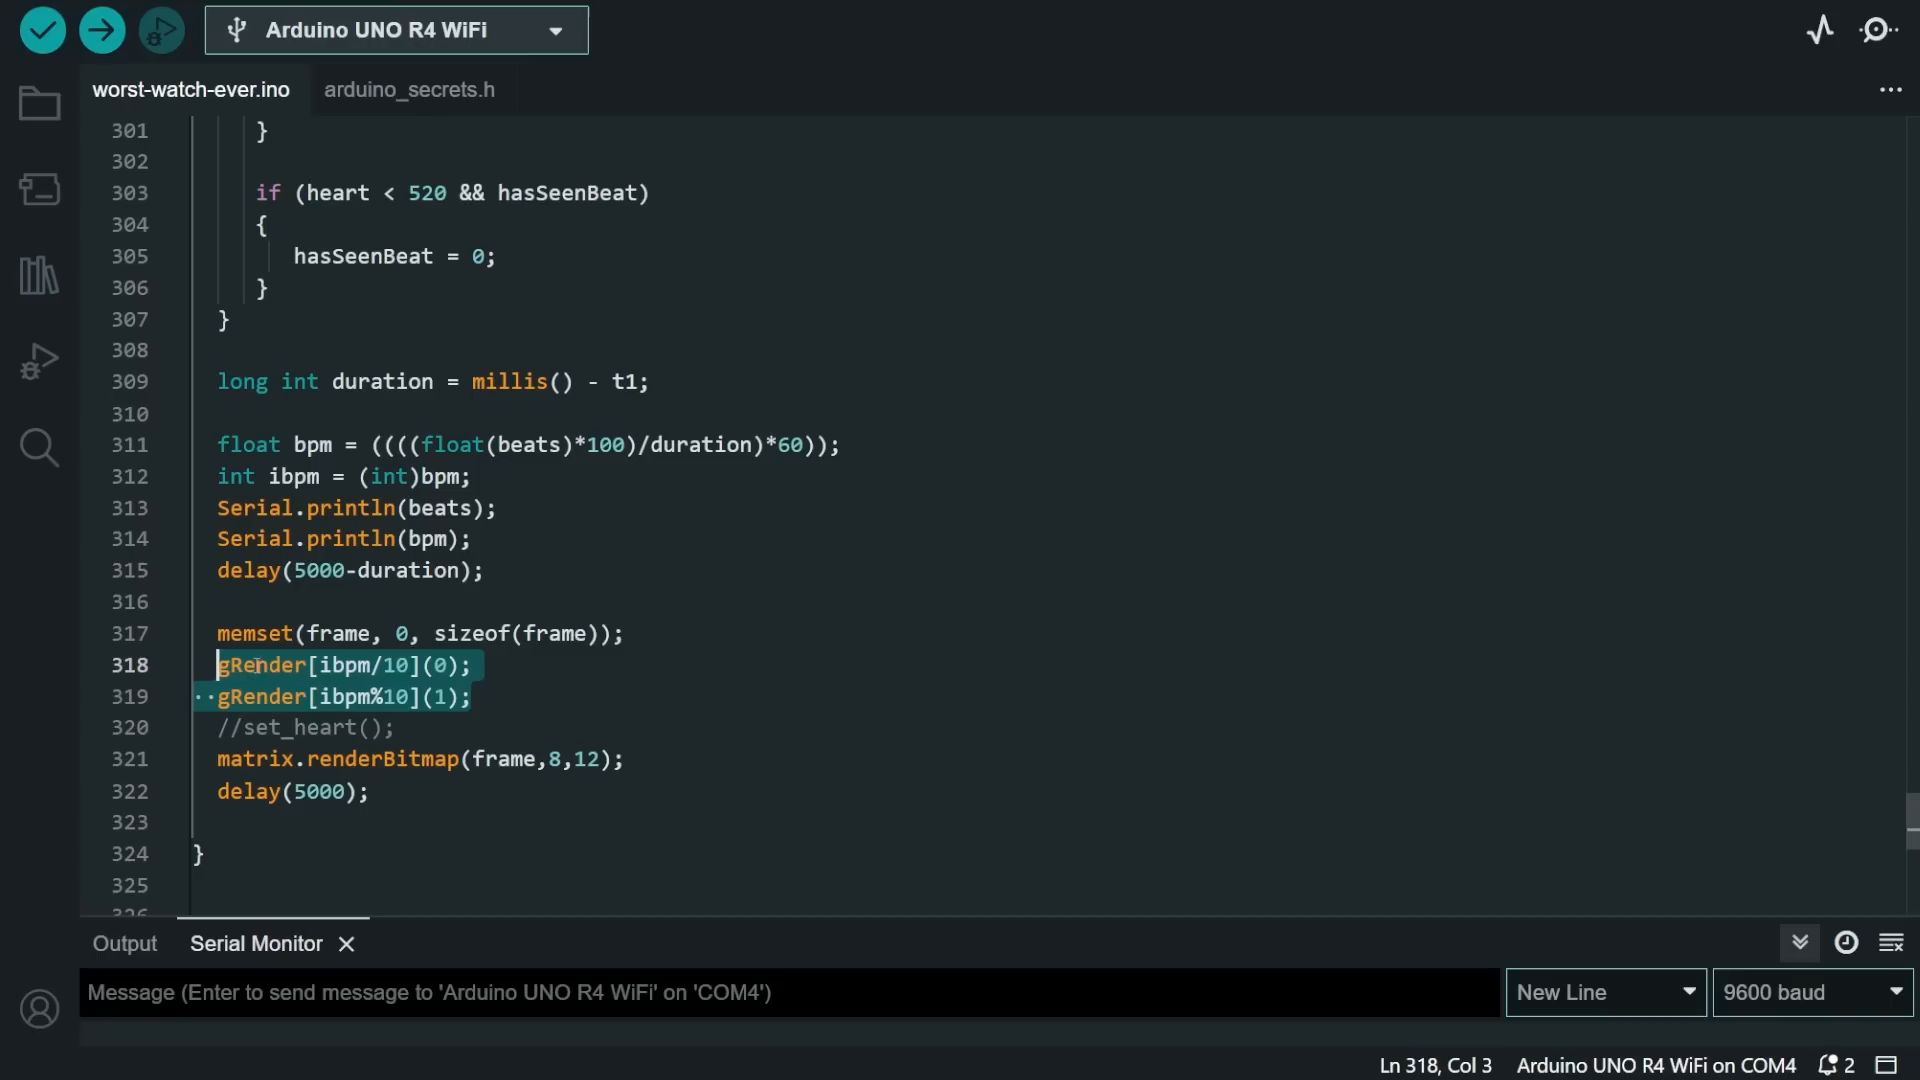 Arduino UNO R4 WiFi
worst-watch-ever.ino arduino_secrets.h
301 }
302
303 if (heart < 520 && hasSeenBeat)
304 {
305 hasSeenBeat = 0;
306 }
307 }
308
309 long int duration = millis() - t1;
310
311 float bpm = ((((float(beats)*100)/duration)*60));
312 int ibpm = (int)bpm;
313 Serial.println(beats);
314 Serial.println(bpm);
315 delay(5000-duration);
316
317 memset(frame, 0, sizeof(frame));
318 gRender[ibpm/10](0);
319 ··gRender[ibpm%10](1);
320 //set_heart();
321 matrix.renderBitmap(frame,8,12);
322 delay(5000);
323
324 }
325
326
Output Serial Monitor
Message (Enter to send message to 'Arduino UNO R4 WiFi' on 'COM4') New Line 9600 baud
Ln 318, Col 3 Arduino UNO R4 WiFi on COM4 2